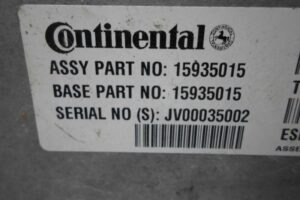 Continental
ASSY PART NO: 15935015
BASE PART NO: 15935015
SERIAL NO (S): JV00035002